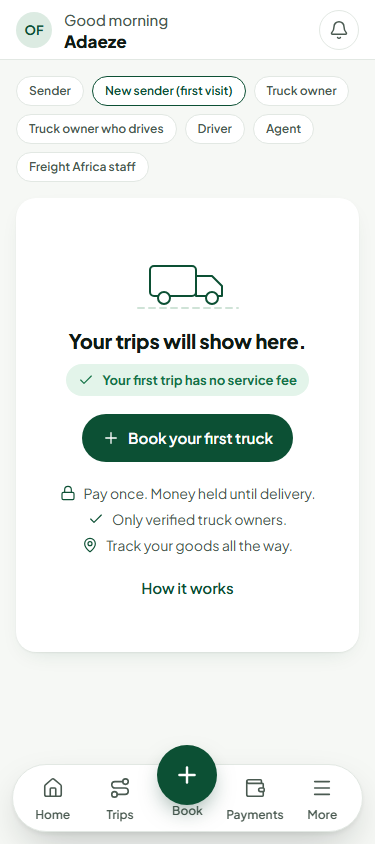 OF
Good morning
Adaeze
Sender
New sender (first visit)
Truck owner
Truck owner who drives
Driver
Agent
Freight Africa staff
Your trips will show here.
Your first trip has no service fee
Book your first truck
Pay once. Money held until delivery.
Only verified truck owners.
Track your goods all the way.
How it works
Home
Trips
Book
Payments
More